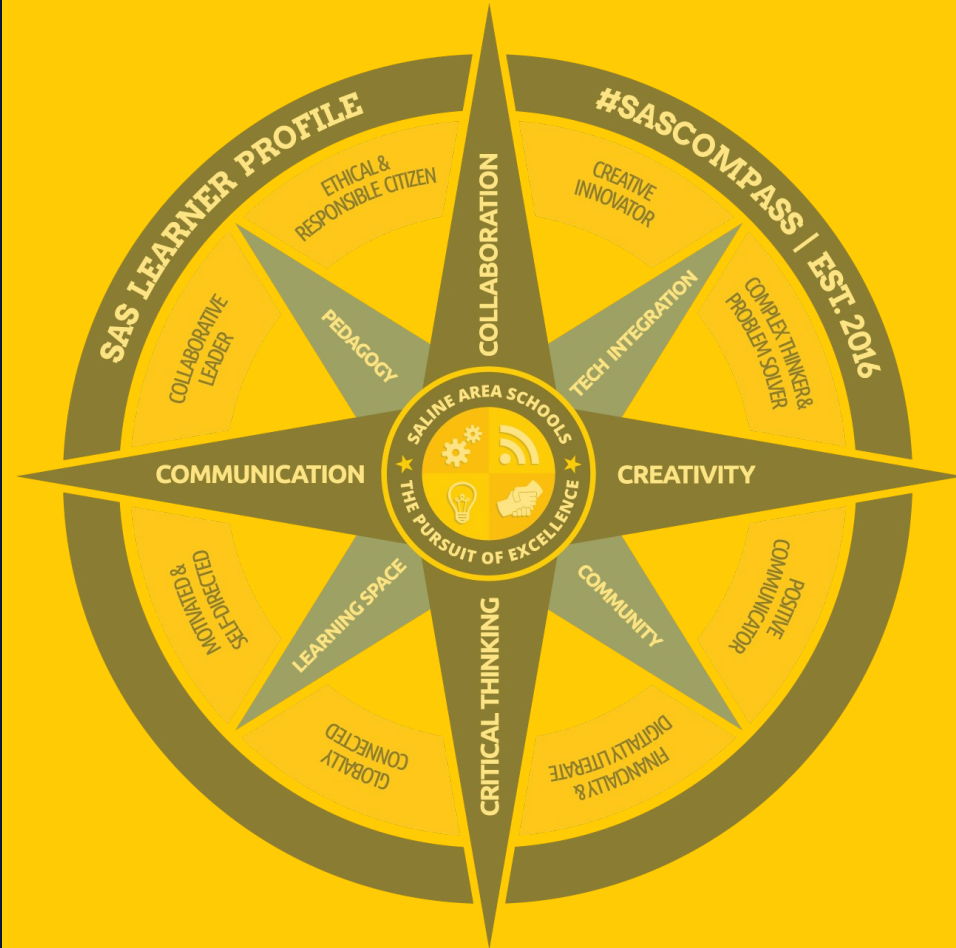 SAS LEARNER PROFILE
#SASCOMPASS | EST. 2016
ETHICAL &
RESPONSIBLE CITIZEN
CREATIVE
INNOVATOR
COMPLEX THINKER &
PROBLEM SOLVER
POSITIVE
COMMUNICATOR
FINANCIALLY &
DIGITALLY LITERATE
GLOBALLY
CONNECTED
MOTIVATED &
SELF-DIRECTED
COLLABORATIVE
LEADER
COLLABORATION
TECH INTEGRATION
CREATIVITY
COMMUNITY
CRITICAL THINKING
LEARNING SPACE
COMMUNICATION
PEDAGOGY
SALINE AREA SCHOOLS
THE PURSUIT OF EXCELLENCE